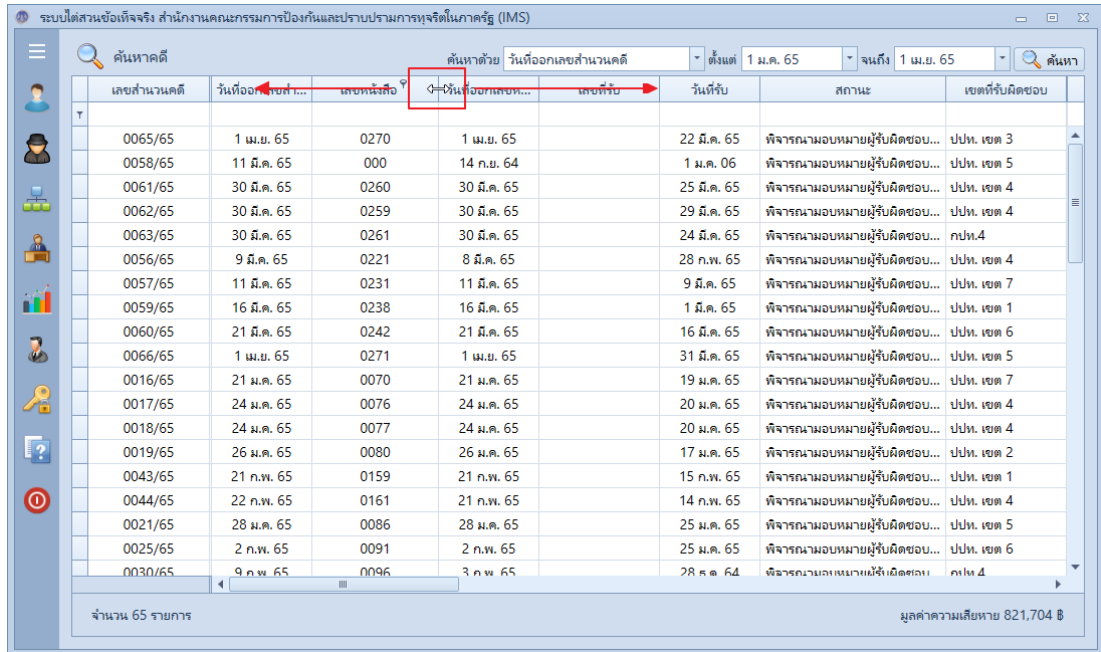 ระบบไต่สวนข้อเท็จจริง สำนักงานคณะกรรมการป้องกันและปราบปรามการทุจริตในภาครัฐ (IMS)
ค้นหาคดี ค้นหาด้วย วันที่ออกเลขสำนวนคดี ตั้งแต่ 1 ม.ค. 65 จนถึง 1 เม.ย. 65 ค้นหา
เลขสำนวนคดี วันที่ออกเลขสำ... เลขหนังสือ วันที่ออกเลขห... เลขที่รับ วันที่รับ สถานะ เขตที่รับผิดชอบ
0065/65 1 เม.ย. 65 0270 1 เม.ย. 65 22 มี.ค. 65 พิจารณามอบหมายผู้รับผิดชอบ... ปปท. เขต 3
0058/65 11 มี.ค. 65 000 14 ก.ย. 64 1 ม.ค. 06 พิจารณามอบหมายผู้รับผิดชอบ... ปปท. เขต 5
0061/65 30 มี.ค. 65 0260 30 มี.ค. 65 25 มี.ค. 65 พิจารณามอบหมายผู้รับผิดชอบ... ปปท. เขต 4
0062/65 30 มี.ค. 65 0259 30 มี.ค. 65 29 มี.ค. 65 พิจารณามอบหมายผู้รับผิดชอบ... ปปท. เขต 4
0063/65 30 มี.ค. 65 0261 30 มี.ค. 65 24 มี.ค. 65 พิจารณามอบหมายผู้รับผิดชอบ... กปท.4
0056/65 9 มี.ค. 65 0221 8 มี.ค. 65 28 ก.พ. 65 พิจารณามอบหมายผู้รับผิดชอบ... ปปท. เขต 4
0057/65 11 มี.ค. 65 0231 11 มี.ค. 65 9 มี.ค. 65 พิจารณามอบหมายผู้รับผิดชอบ... ปปท. เขต 7
0059/65 16 มี.ค. 65 0238 16 มี.ค. 65 1 มี.ค. 65 พิจารณามอบหมายผู้รับผิดชอบ... ปปท. เขต 1
0060/65 21 มี.ค. 65 0242 21 มี.ค. 65 16 มี.ค. 65 พิจารณามอบหมายผู้รับผิดชอบ... ปปท. เขต 6
0066/65 1 เม.ย. 65 0271 1 เม.ย. 65 31 มี.ค. 65 พิจารณามอบหมายผู้รับผิดชอบ... ปปท. เขต 5
0016/65 21 ม.ค. 65 0070 21 ม.ค. 65 19 ม.ค. 65 พิจารณามอบหมายผู้รับผิดชอบ... ปปท. เขต 7
0017/65 24 ม.ค. 65 0076 24 ม.ค. 65 20 ม.ค. 65 พิจารณามอบหมายผู้รับผิดชอบ... ปปท. เขต 4
0018/65 24 ม.ค. 65 0077 24 ม.ค. 65 20 ม.ค. 65 พิจารณามอบหมายผู้รับผิดชอบ... ปปท. เขต 4
0019/65 26 ม.ค. 65 0080 26 ม.ค. 65 17 ม.ค. 65 พิจารณามอบหมายผู้รับผิดชอบ... ปปท. เขต 2
0043/65 21 ก.พ. 65 0159 21 ก.พ. 65 15 ก.พ. 65 พิจารณามอบหมายผู้รับผิดชอบ... ปปท. เขต 1
0044/65 22 ก.พ. 65 0161 21 ก.พ. 65 14 ก.พ. 65 พิจารณามอบหมายผู้รับผิดชอบ... ปปท. เขต 4
0021/65 28 ม.ค. 65 0086 28 ม.ค. 65 25 ม.ค. 65 พิจารณามอบหมายผู้รับผิดชอบ... ปปท. เขต 5
0025/65 2 ก.พ. 65 0091 2 ก.พ. 65 25 ม.ค. 65 พิจารณามอบหมายผู้รับผิดชอบ... ปปท. เขต 6
0030/65 9 ก.พ. 65 0096 3 ก.พ. 65 28 ธ.ค. 64 พิจารณามอบหมายผู้รับผิดชอบ... กปท.4
จำนวน 65 รายการ มูลค่าความเสียหาย 821,704 ฿